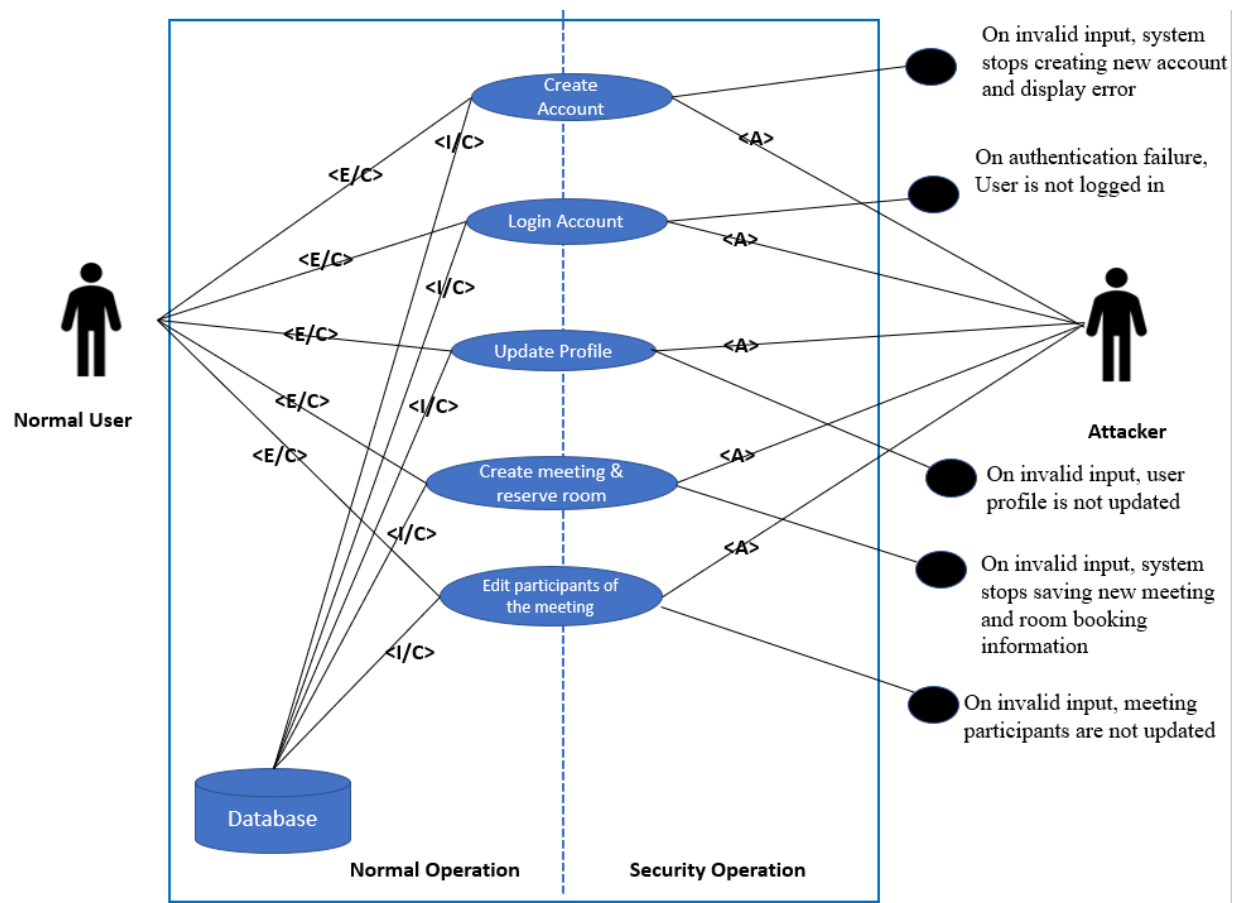 On invalid input, system
stops creating new account
and display error
Create
Account
<I/C>
<A>
<E/C>
On authentication failure,
User is not logged in
Login Account
<A>
<E/C>
<I/C>
<E/C>
Update Profile
<A>
<E/C>
<I/C>
Normal User
Attacker
<E/C>
<A>
Create meeting &
reserve room
On invalid input, user
profile is not updated
<I/C>
<A>
On invalid input, system
stops saving new meeting
and room booking
information
Edit participants of
the meeting
<I/C>
On invalid input, meeting
participants are not updated
Database
Normal Operation
Security Operation